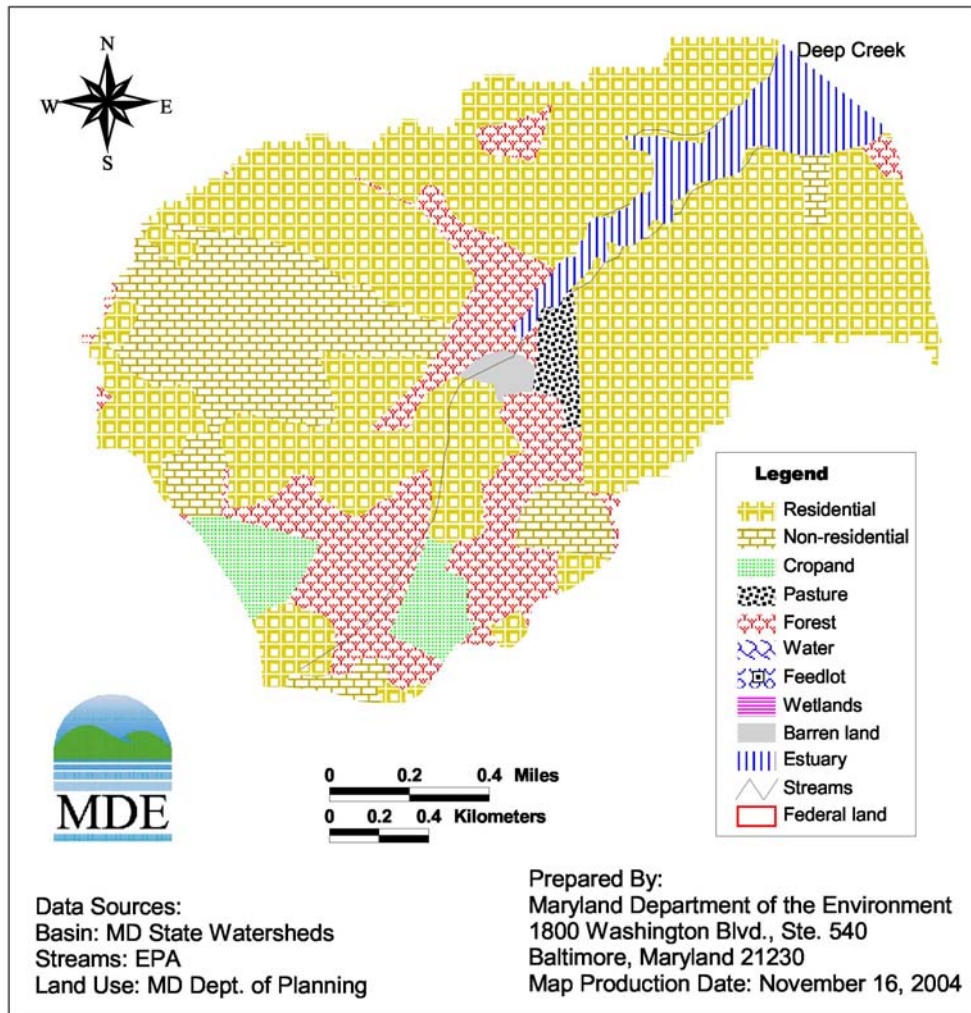 N
W E
S
Deep Creek
Legend
Residential
Non-residential
Cropand
Pasture
Forest
Water
Feedlot
Wetlands
Barren land
Estuary
Streams
Federal land
MDE
0 0.2 0.4 Miles
0 0.2 0.4 Kilometers
Data Sources:
Basin: MD State Watersheds
Streams: EPA
Land Use: MD Dept. of Planning
Prepared By:
Maryland Department of the Environment
1800 Washington Blvd., Ste. 540
Baltimore, Maryland 21230
Map Production Date: November 16, 2004